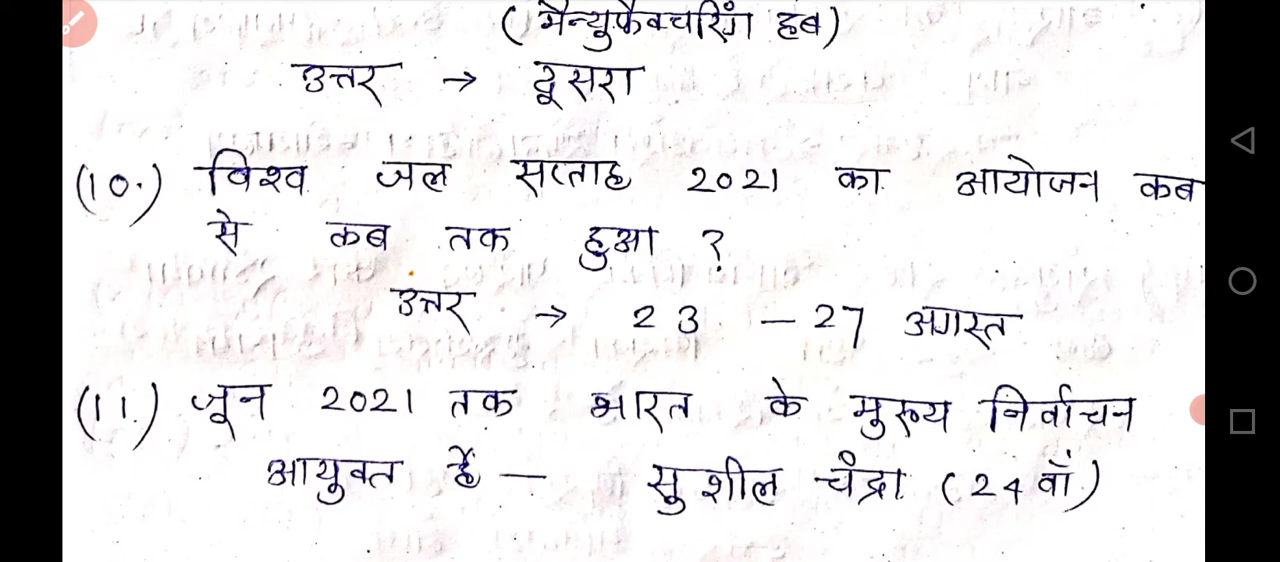 (मैन्युफैक्चरिंग हब)
उत्तर → दूसरा
(10.) विश्व जल सप्ताह 2021 का आयोजन कब
से कब तक हुआ ?
उत्तर → 23 – 27 अगस्त
(11.) जून 2021 तक भारत के मुख्य निर्वाचन
आयुक्त हैं – सुशील चंद्रा (24 वॉं)